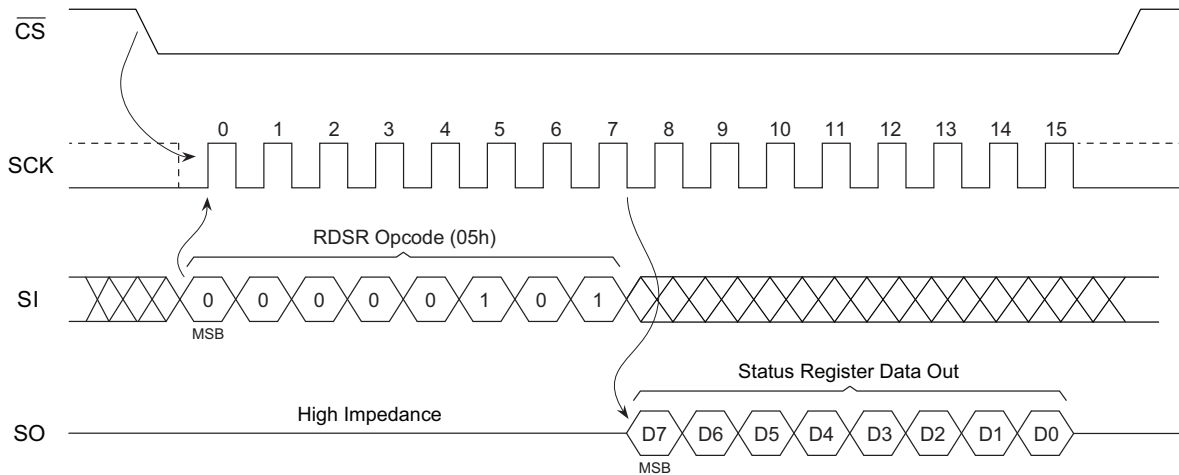 CS
0 1 2 3 4 5 6 7 8 9 10 11 12 13 14 15
SCK
RDSR Opcode (05h)
SI 0 0 0 0 0 1 0 1
MSB
Status Register Data Out
High Impedance
SO D7 D6 D5 D4 D3 D2 D1 D0
MSB